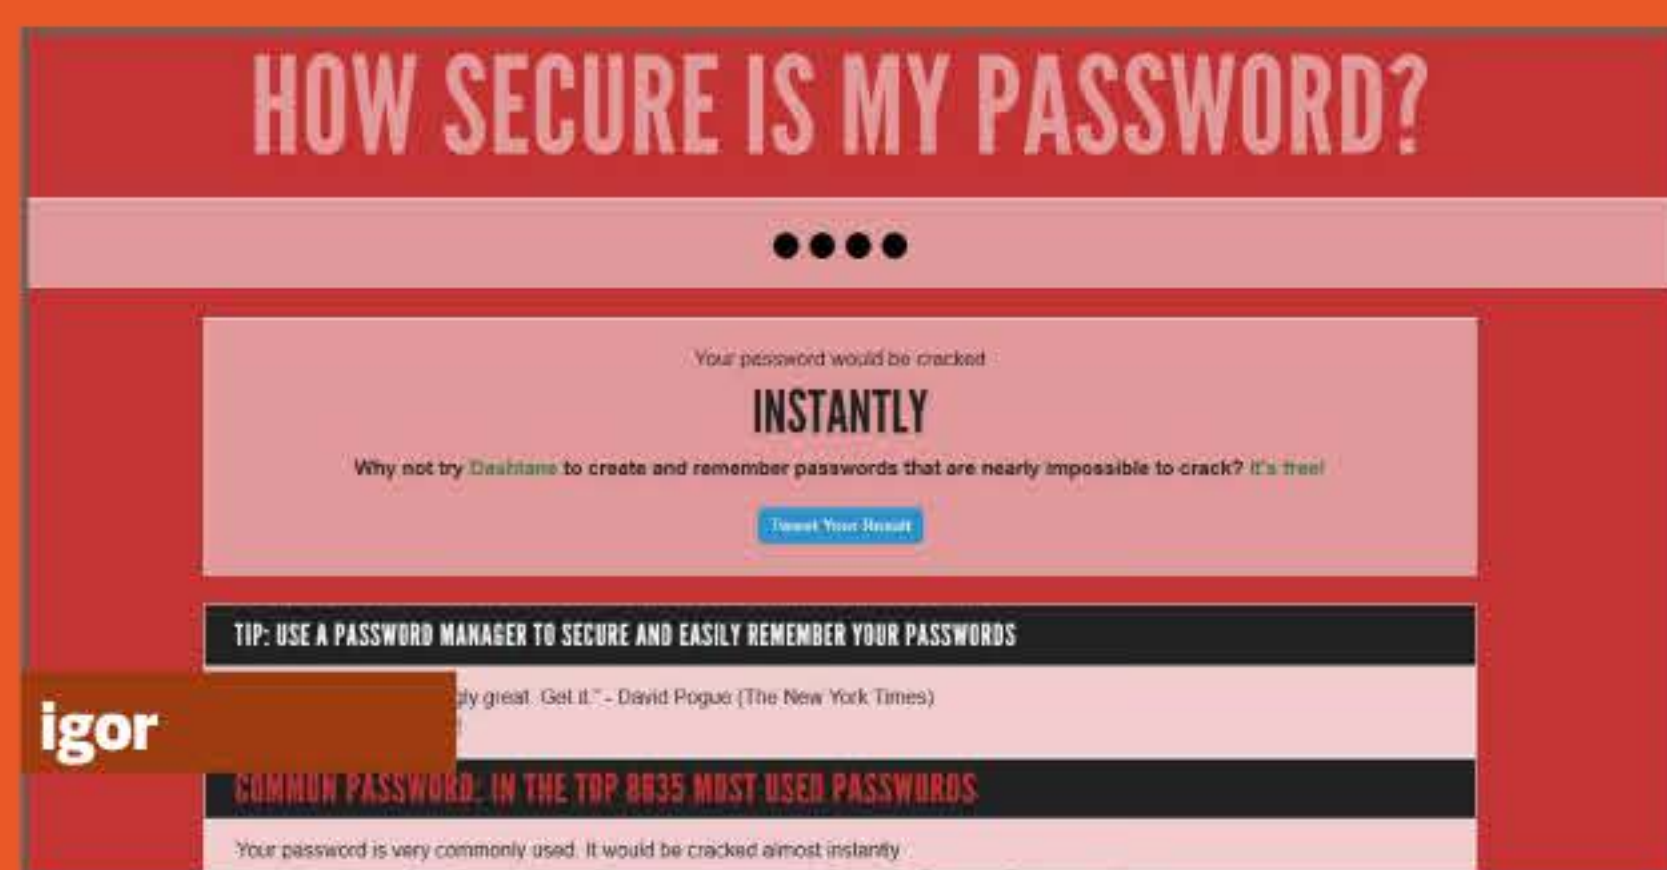 HOW SECURE IS MY PASSWORD?
Your password would be cracked
INSTANTLY
Why not try Dashlane to create and remember passwords that are nearly impossible to crack? It's free!
Tweet Your Result
TIP: USE A PASSWORD MANAGER TO SECURE AND EASILY REMEMBER YOUR PASSWORDS
gly great. Get it." - David Pogue (The New York Times)
igor
COMMON PASSWORD: IN THE TOP 8635 MOST USED PASSWORDS
Your password is very commonly used. It would be cracked almost instantly